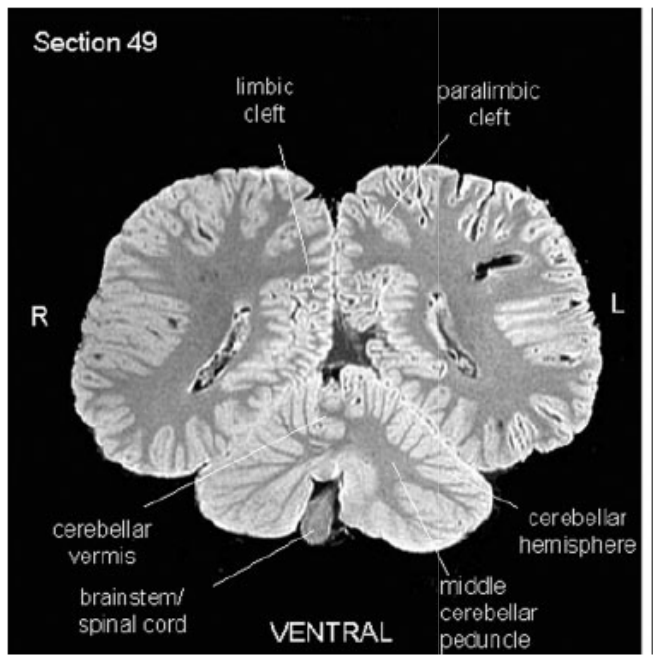 Section 49
limbic
cleft
paralimbic
cleft
R
L
cerebellar
vermis
cerebellar
hemisphere
brainstem/
spinal cord
middle
cerebellar
peduncle
VENTRAL